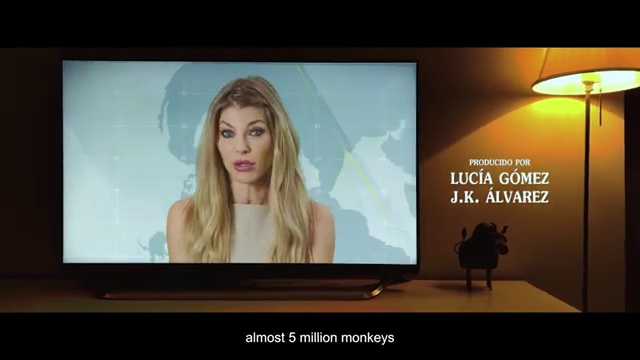 PRODUCIDO POR
LUCÍA GÓMEZ
J.K. ÁLVAREZ
almost 5 million monkeys